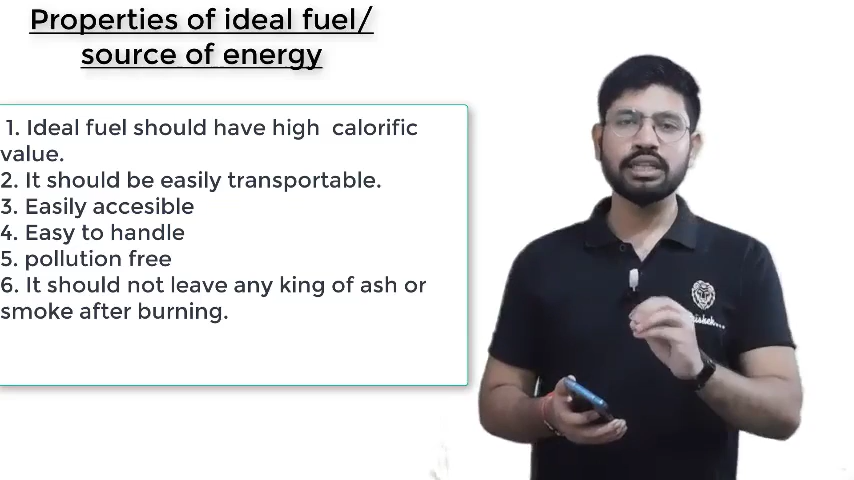 Properties of ideal fuel/
source of energy
1. Ideal fuel should have high calorific
value.
2. It should be easily transportable.
3. Easily accesible
4. Easy to handle
5. pollution free
6. It should not leave any king of ash or
smoke after burning.